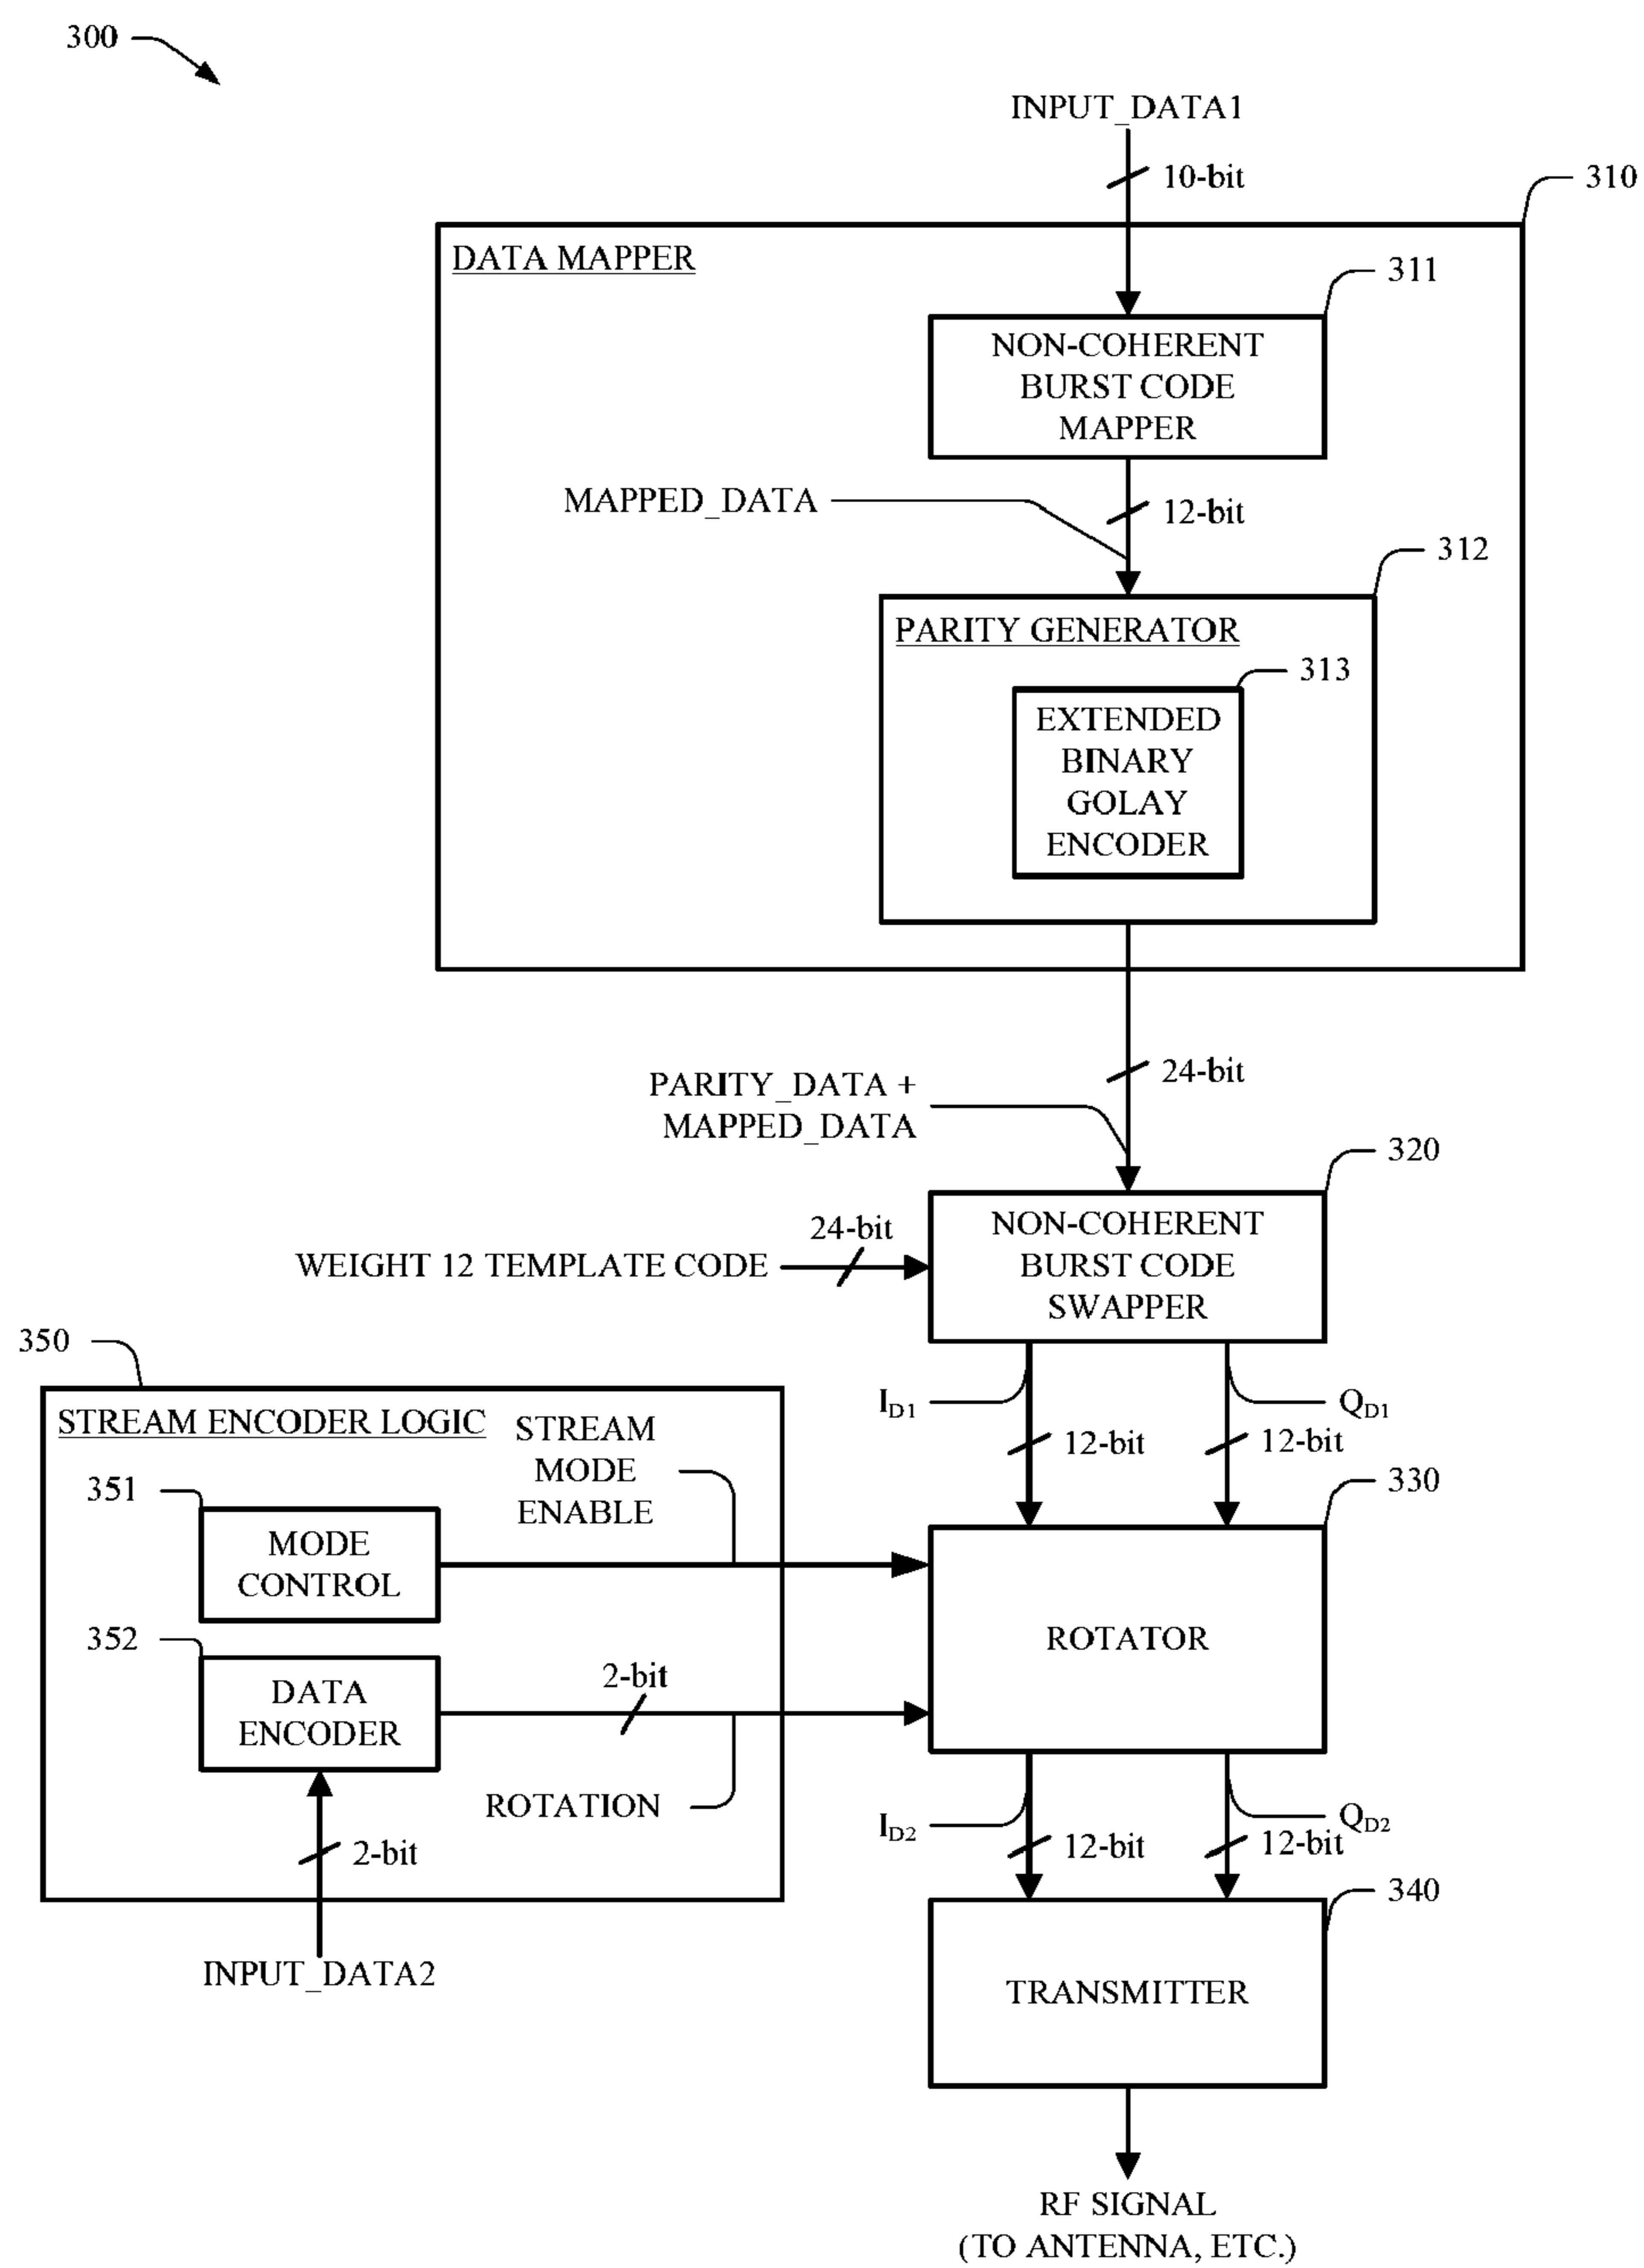 300
INPUT_DATA1
10-bit
310
DATA MAPPER
311
NON-COHERENT
BURST CODE
MAPPER
MAPPED_DATA
12-bit
312
PARITY GENERATOR
313
EXTENDED
BINARY
GOLAY
ENCODER
24-bit
PARITY_DATA +
MAPPED_DATA
320
24-bit
WEIGHT 12 TEMPLATE CODE
NON-COHERENT
BURST CODE
SWAPPER
350
ID1
QD1
12-bit
12-bit
STREAM ENCODER LOGIC
STREAM
MODE
ENABLE
351
MODE
CONTROL
330
ROTATOR
352
DATA
ENCODER
2-bit
ROTATION
2-bit
INPUT_DATA2
ID2
QD2
12-bit
12-bit
340
TRANSMITTER
RF SIGNAL
(TO ANTENNA, ETC.)